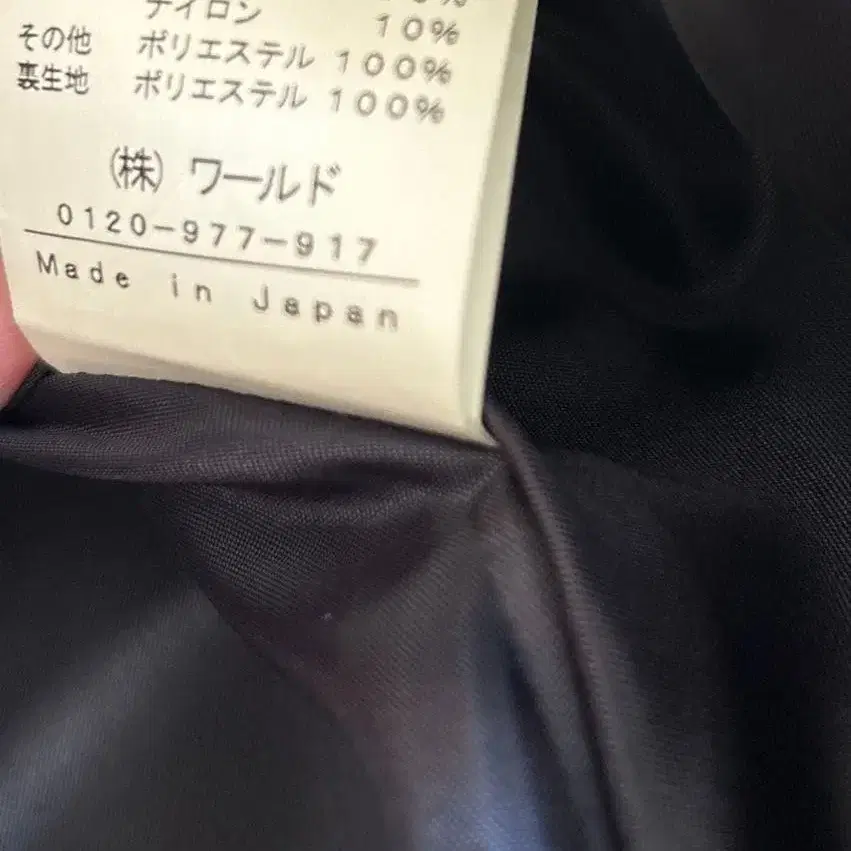 ナイロン 10%
その他 ポリエステル 100%
裏生地 ポリエステル 100%
(株) ワールド
0120-977-917
Made in Japan